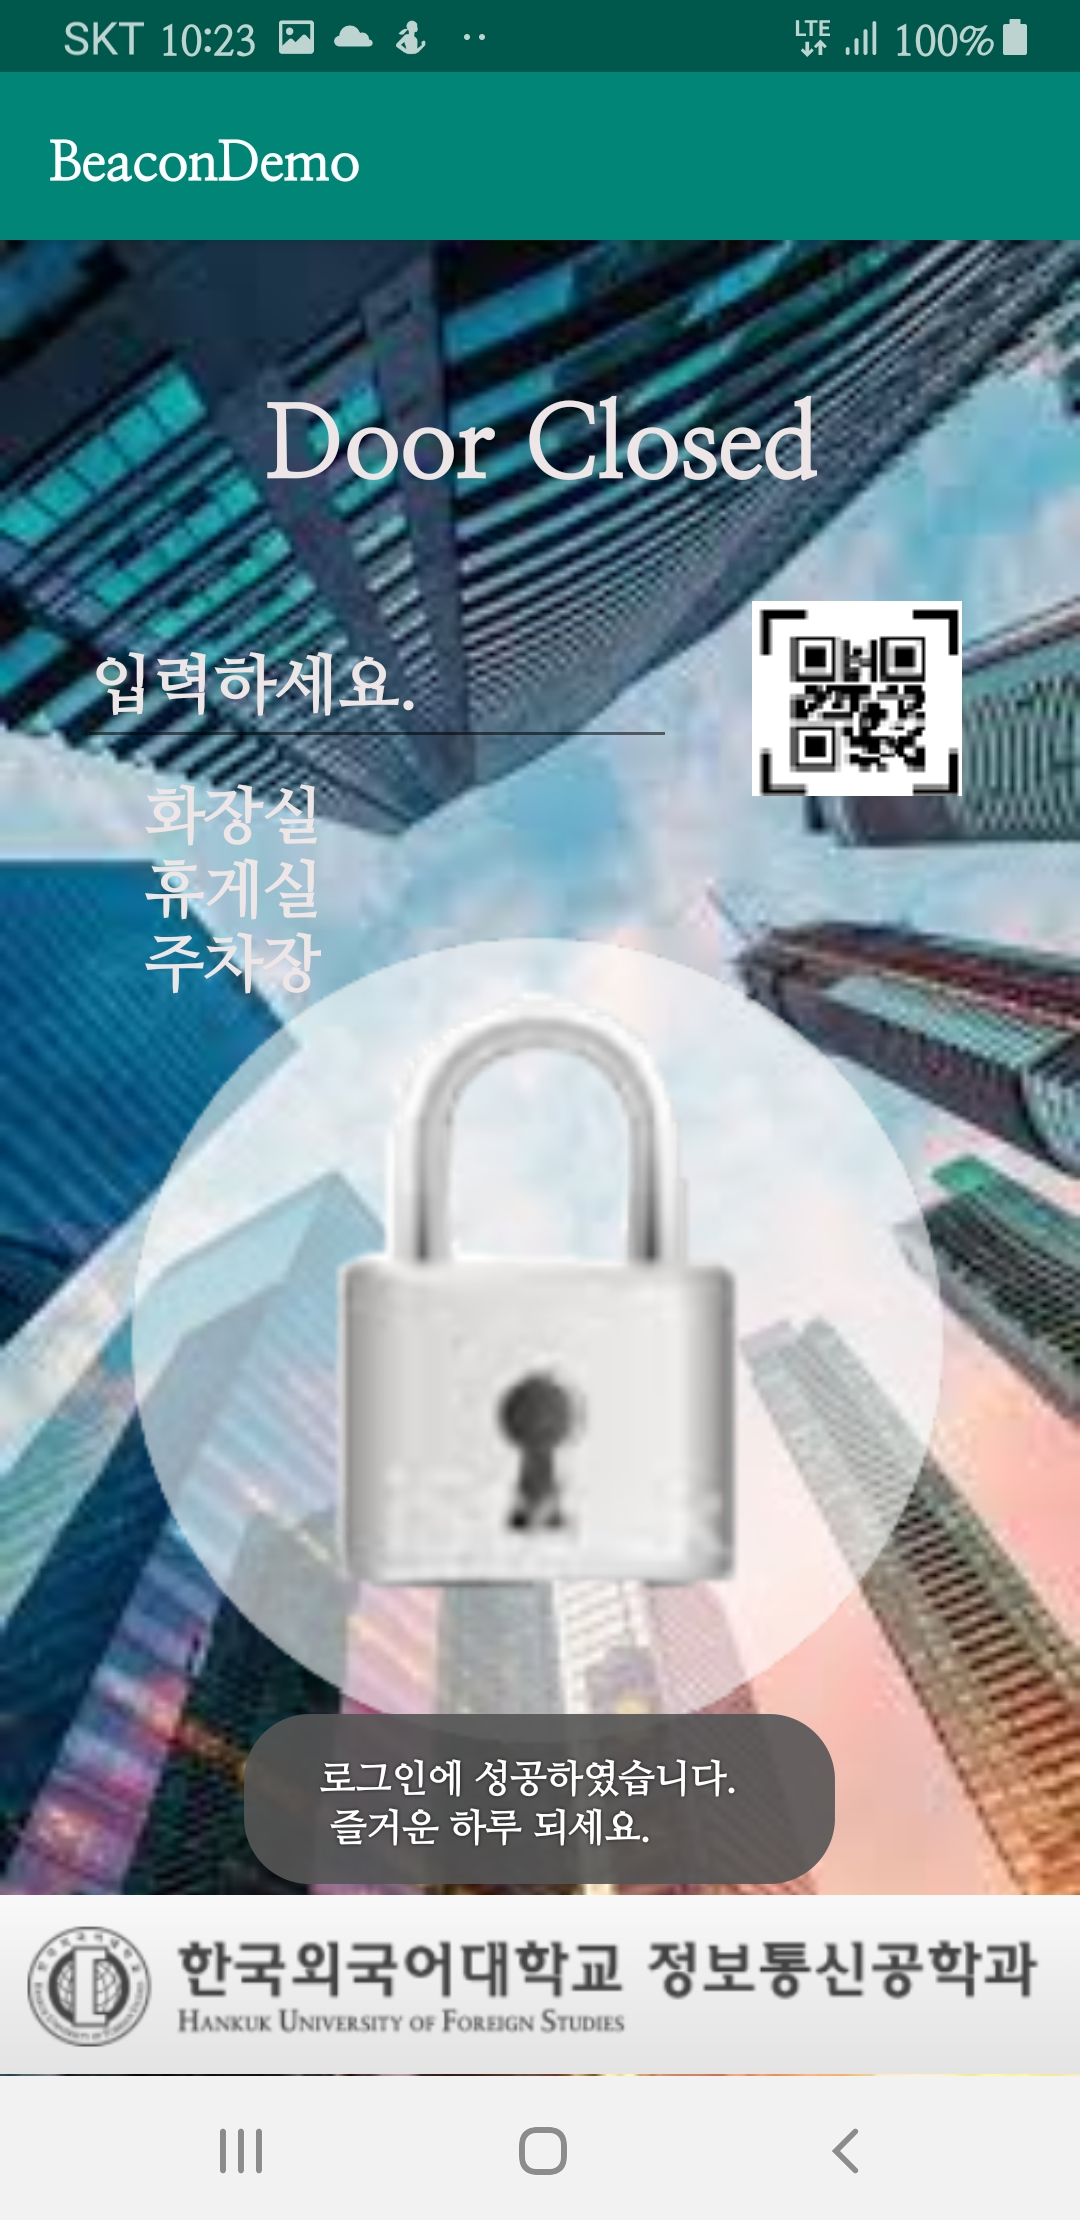 SKT 10:23
LTE 100%
BeaconDemo
Door Closed
입력하세요.
화장실
휴게실
주차장
로그인에 성공하였습니다.
즐거운 하루 되세요.
한국외국어대학교 정보통신공학과
HANKUK UNIVERSITY OF FOREIGN STUDIES